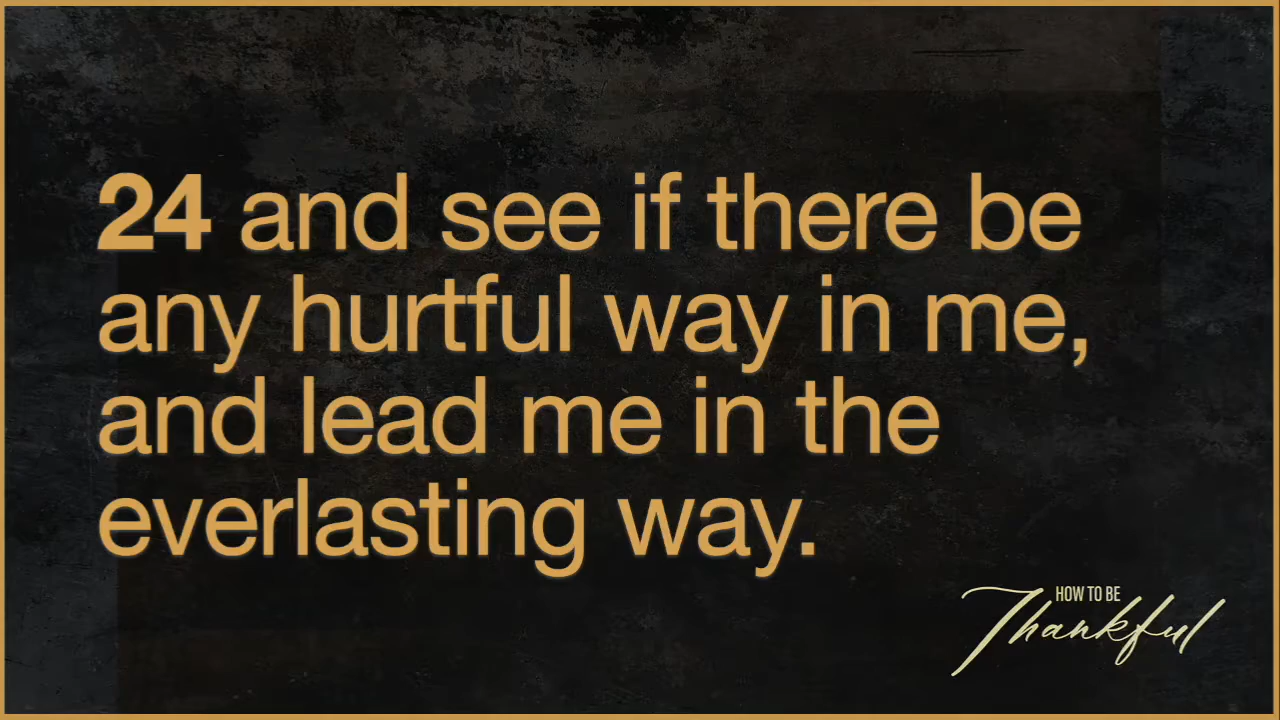 24 and see if there be
any hurtful way in me,
and lead me in the
everlasting way.
HOW TO BE
Thankful